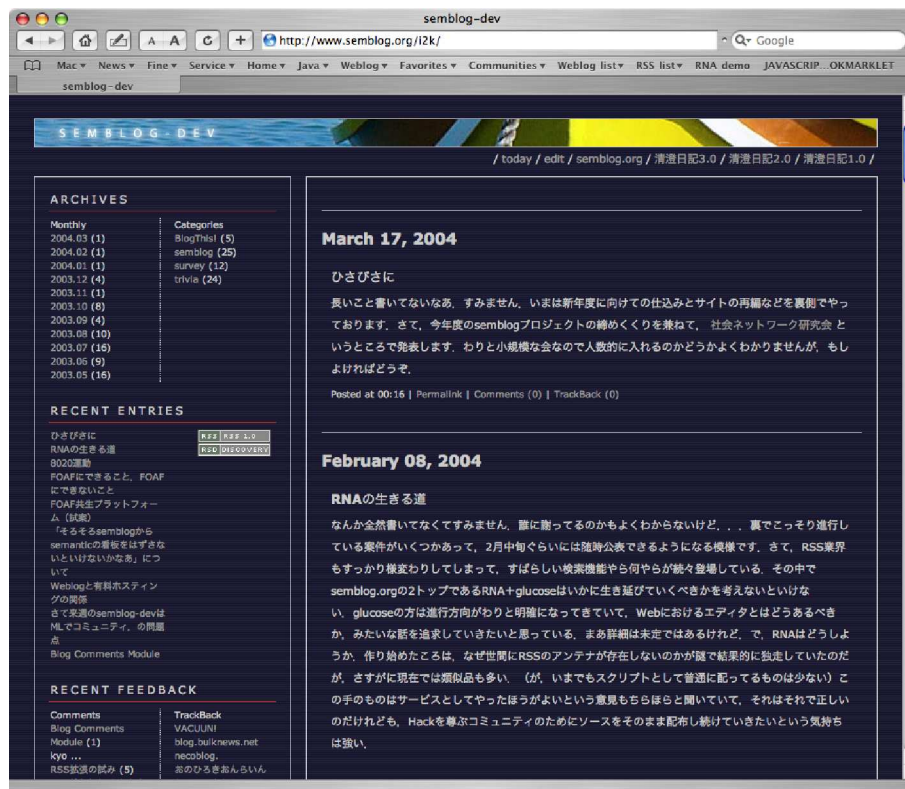 semblog-dev
http://www.semblog.org/i2k/
Google
Mac News Fine Service Home Java Weblog Favorites Communities Weblog list RSS list RNA demo JAVASCRIP...OKMARKLET
semblog-dev
SEMBLOG-DEV
/ today / edit / semblog.org / 清澄日記3.0 / 清澄日記2.0 / 清澄日記1.0 /
ARCHIVES
Monthly
2004.03 (1)
2004.02 (1)
2004.01 (1)
2003.12 (4)
2003.11 (1)
2003.10 (8)
2003.09 (4)
2003.08 (10)
2003.07 (16)
2003.06 (9)
2003.05 (16)
Categories
BlogThis! (5)
semblog (25)
survey (12)
trivia (24)
RECENT ENTRIES
ひさびさに
RNAの生きる道
8020運動
FOAFにできること，FOAF
にできないこと
FOAF共生プラットフォー
ム（試案）
「そろそろsemblogから
semanticの看板をはずさな
いといけないかなあ」につ
いて
Weblogと有料ホスティン
グの関係
さて来週のsemblog-devは
MLでコミュニティ．の問題
点
Blog Comments Module
RSS RSS 1.0
RSD DISCOVERY
RECENT FEEDBACK
Comments
Blog Comments
Module (1)
kyo ...
RSS拡張の試み (5)
TrackBack
VACUUN!
blog.bulknews.net
necoblog.
おのひろきおんらいん
March 17, 2004
ひさびさに
長いこと書いてないなあ．すみません．いまは新年度に向けての仕込みとサイトの再編などを裏側でやっ
ております．さて，今年度のsemblogプロジェクトの締めくくりを兼ねて， 社会ネットワーク研究会 と
いうところで発表します．わりと小規模な会なので人数的に入れるのかどうかよくわかりませんが，もし
よければどうぞ．
Posted at 00:16 | Permalink | Comments (0) | TrackBack (0)
February 08, 2004
RNAの生きる道
なんか全然書いてなくてすみません．誰に謝ってるのかもよくわからないけど．．．裏でこっそり進行し
ている案件がいくつかあって，2月中旬ぐらいには随時公表できるようになる模様です．さて，RSS業界
もすっかり様変わりしてしまって，すばらしい検索機能やら何やらが続々登場している．その中で
semblog.orgの2トップであるRNA+glucoseはいかに生き延びていくべきかを考えないといけな
い．glucoseの方は進行方向がわりと明確になってきていて，Webにおけるエディタとはどうあるべき
か，みたいな話を追求していきたいと思っている．まあ詳細は未定ではあるけれど．で，RNAはどうしよ
うか．作り始めたころは，なぜ世間にRSSのアンテナが存在しないのかが謎で結果的に独走していたのだ
が，さすがに現在では類似品も多い．（が，いまでもスクリプトとして普通に配ってるものは少ない）こ
の手のものはサービスとしてやったほうがよいという意見もちらほらと聞いていて，それはそれで正しい
のだけれども，Hackを尊ぶコミュニティのためにソースをそのまま配布し続けていきたいという気持ち
は強い．